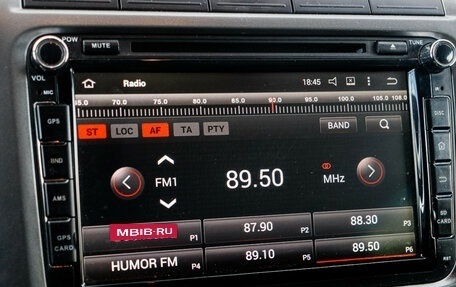 POW
MUTE
TUNE
VOL
MIC
Radio
18:45
70.0 75.0 80.0 85.0 90.0 95.0 100.0 105.0 108.0
ST LOC AF TA PTY
BAND
GPS
DISC
FM1
89.50
MHz
BND
AMS
MBIB.RU
P1
87.90
P2
88.30
P3
SD CARD
GPS CARD
HUMOR FM
P4
89.10
P5
89.50
P6
RST